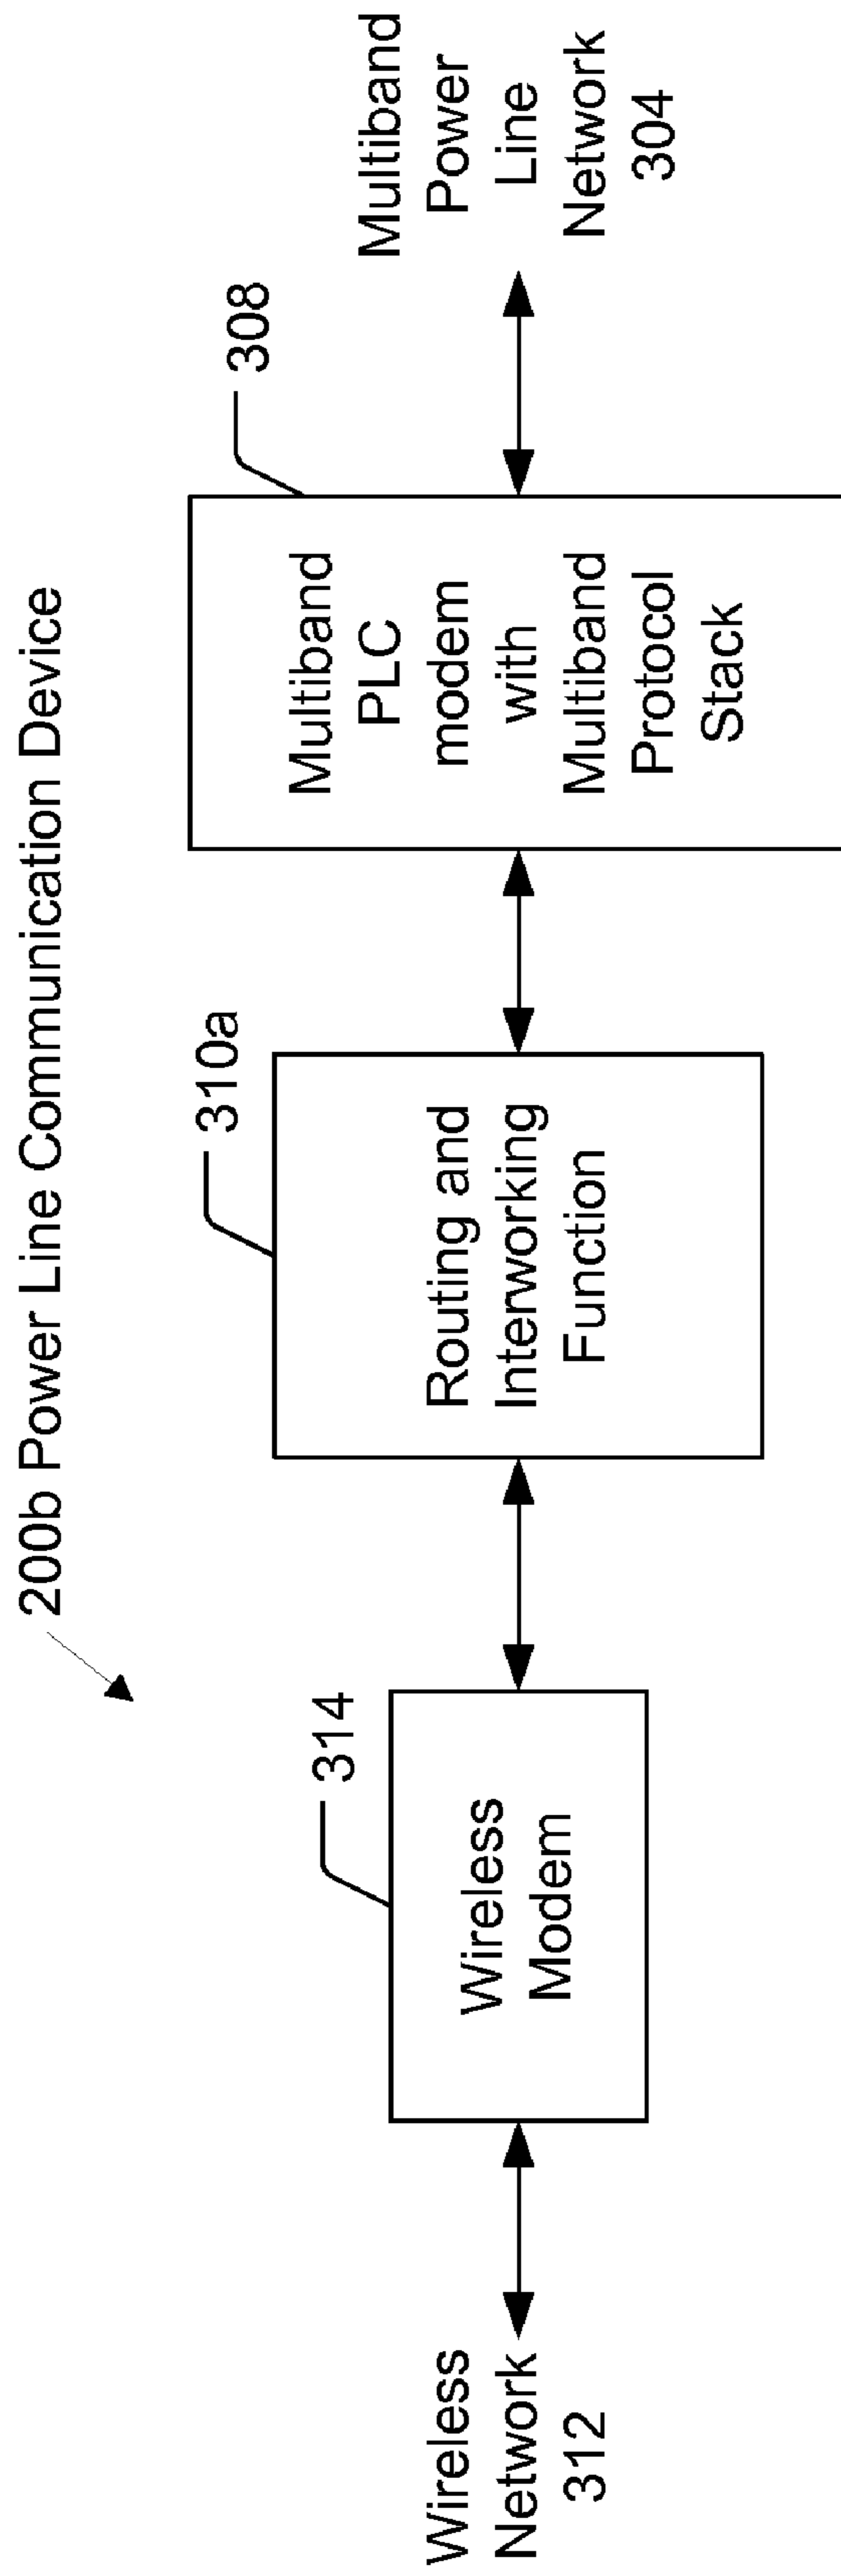 200b Power Line Communication Device
Wireless
Network
312
314
Wireless
Modem
310a
Routing and
Interworking
Function
308
Multiband
PLC
modem
with
Multiband
Protocol
Stack
Multiband
Power
Line
Network
304